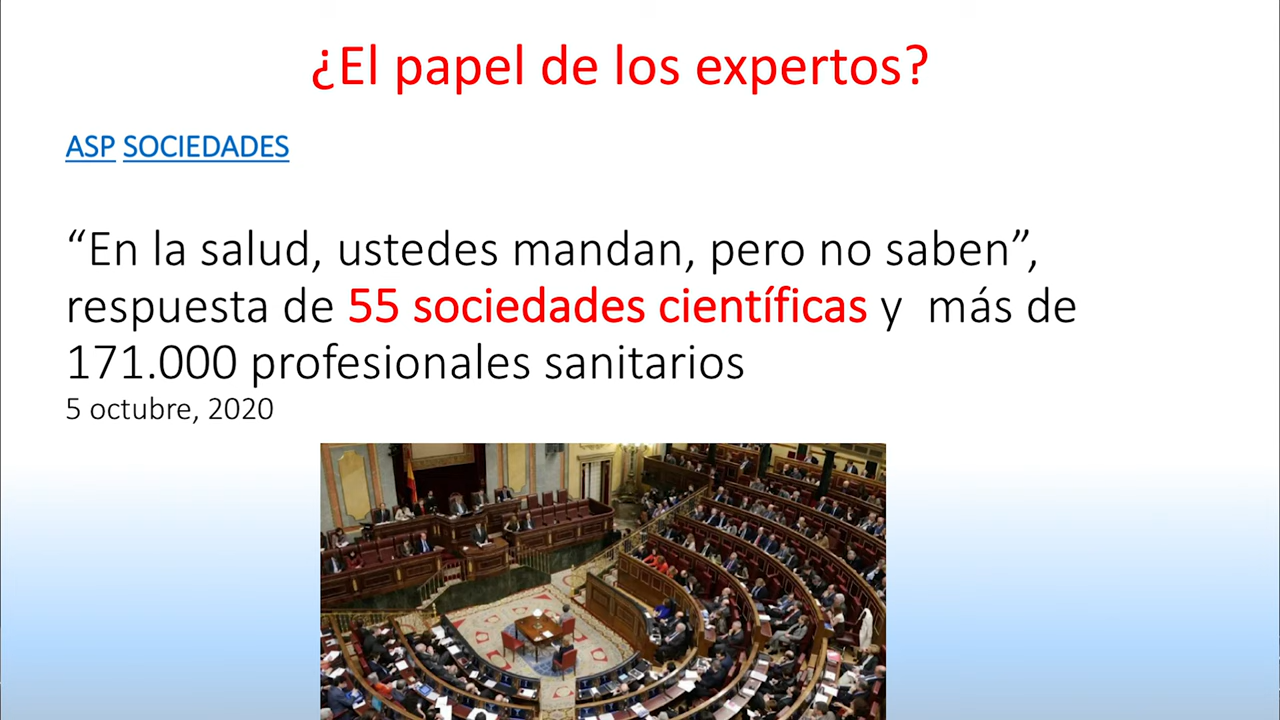 ¿El papel de los expertos?
ASP SOCIEDADES
“En la salud, ustedes mandan, pero no saben”,
respuesta de 55 sociedades científicas y  más de
171.000 profesionales sanitarios
5 octubre, 2020